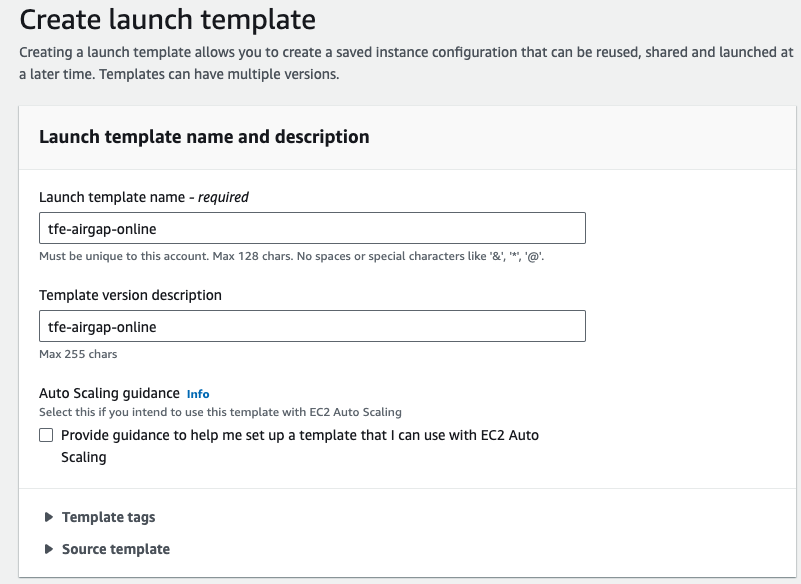 Create launch template
Creating a launch template allows you to create a saved instance configuration that can be reused, shared and launched at
a later time. Templates can have multiple versions.
Launch template name and description
Launch template name - required
tfe-airgap-online
Must be unique to this account. Max 128 chars. No spaces or special characters like '&', '*', '@'.
Template version description
tfe-airgap-online
Max 255 chars
Auto Scaling guidance Info
Select this if you intend to use this template with EC2 Auto Scaling
Provide guidance to help me set up a template that I can use with EC2 Auto
Scaling
Template tags
Source template